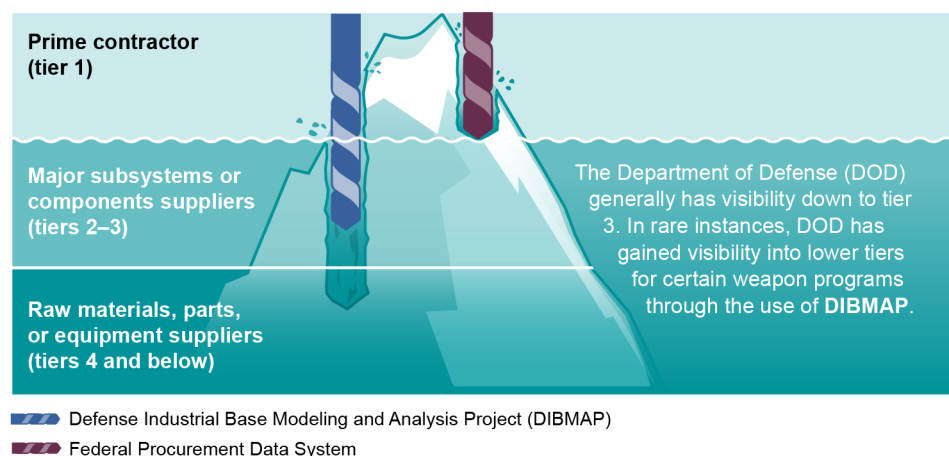 Prime contractor
(tier 1)
Major subsystems or
components suppliers
(tiers 2–3)
The Department of Defense (DOD)
generally has visibility down to tier
3. In rare instances, DOD has
gained visibility into lower tiers
for certain weapon programs
through the use of DIBMAP.
Raw materials, parts,
or equipment suppliers
(tiers 4 and below)
Defense Industrial Base Modeling and Analysis Project (DIBMAP)
Federal Procurement Data System